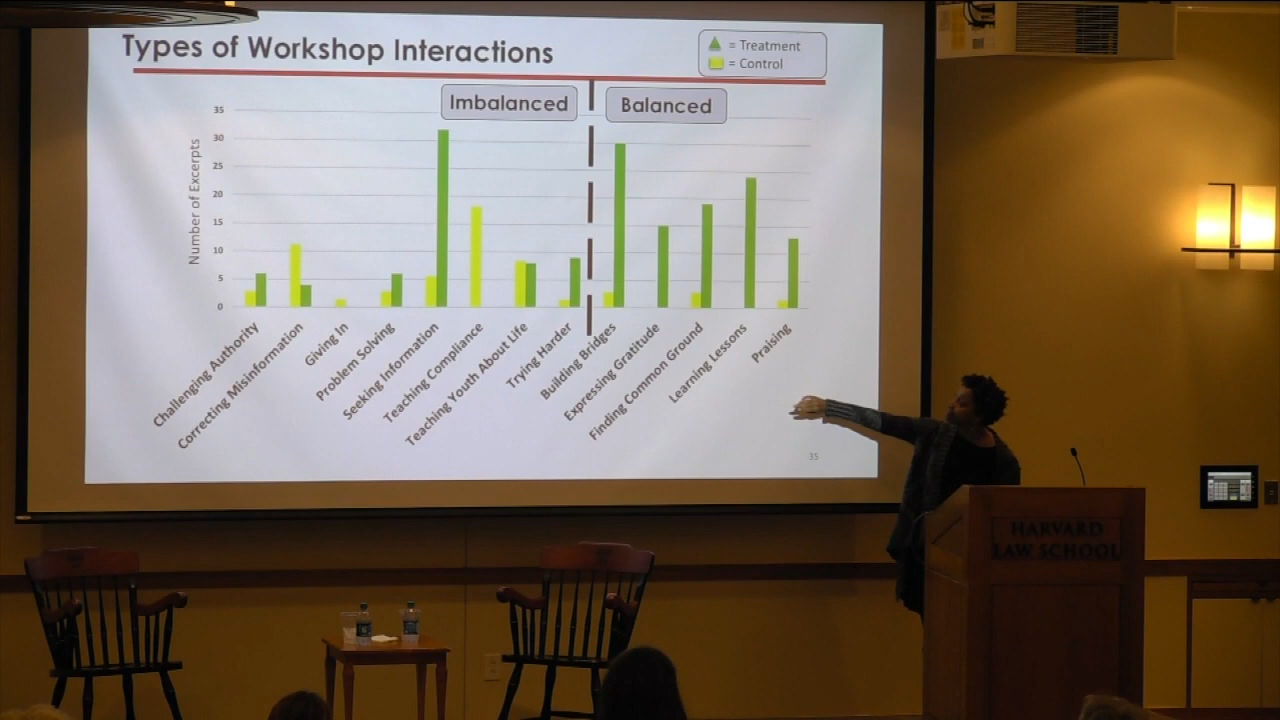 Types of Workshop Interactions
= Treatment
= Control
Imbalanced
Balanced
Number of Excerpts
35
30
25
20
15
10
5
0
Challenging Authority
Correcting Misinformation
Giving In
Problem Solving
Seeking Information
Teaching Compliance
Teaching Youth About Life
Trying Harder
Building Bridges
Expressing Gratitude
Finding Common Ground
Learning Lessons
Praising
35
HARVARD
LAW SCHOOL